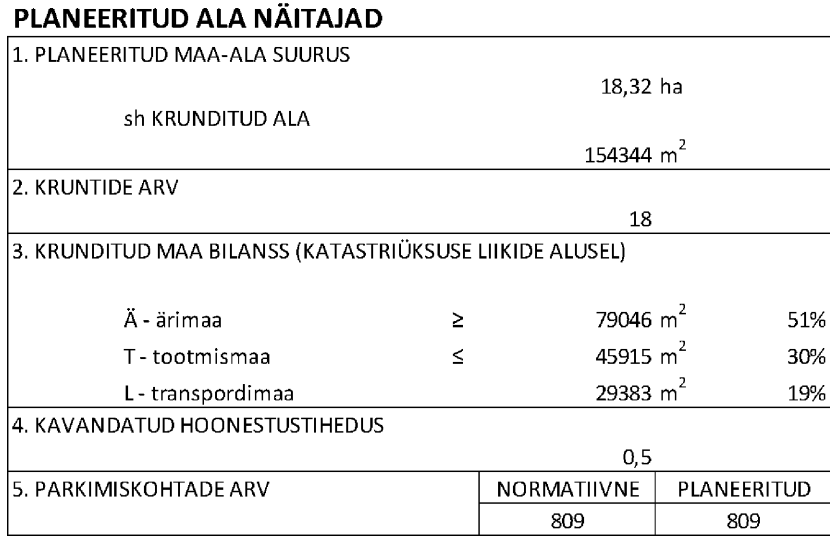 PLANEERITUD ALA NÄITAJAD
1. PLANEERITUD MAA-ALA SUURUS
18,32 ha
sh KRUNDITUD ALA
154344 m²
2. KRUNTIDE ARV
18
3. KRUNDITUD MAA BILANSS (KATASTRIÜKSUSE LIIKIDE ALUSEL)
Ä - ärimaa ≥ 79046 m² 51%
T - tootmismaa ≤ 45915 m² 30%
L - transpordimaa 29383 m² 19%
4. KAVANDATUD HOONESTUSTIHEDUS
0,5
5. PARKIMISKOHTADE ARV NORMATIIVNE PLANEERITUD
809 809